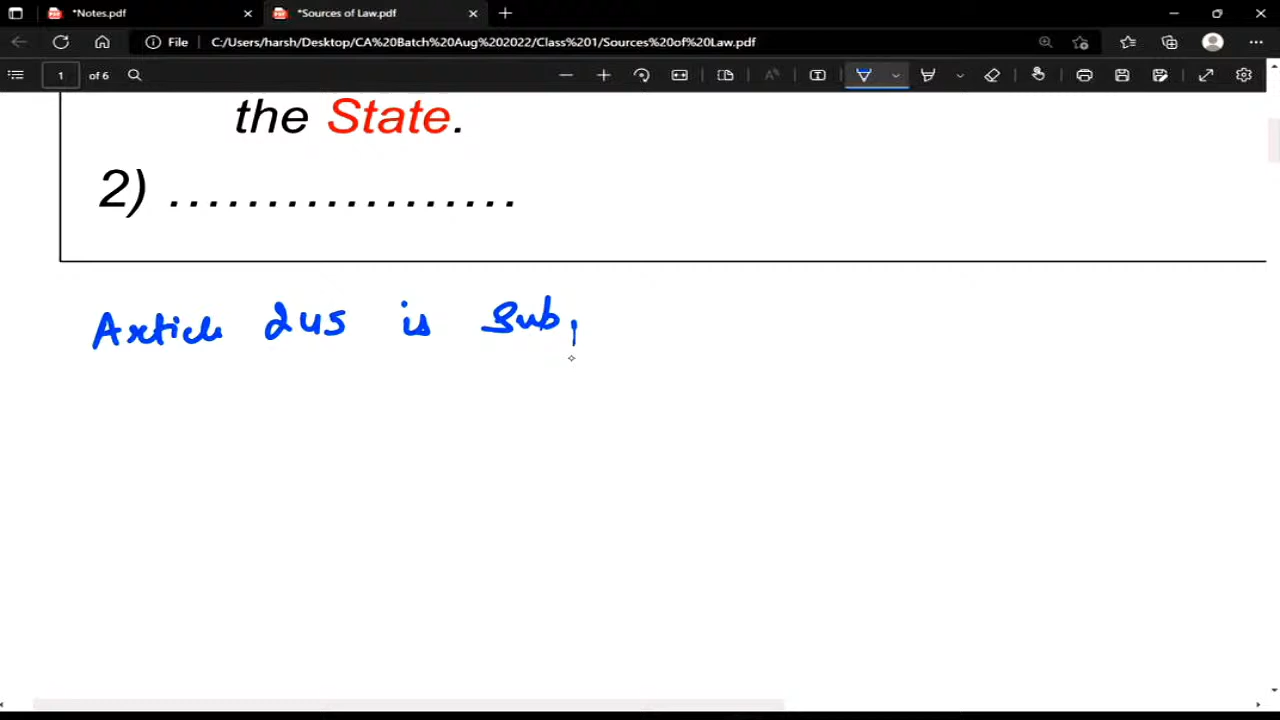 *Notes.pdf
*Sources of Law.pdf
File C:/Users/harsh/Desktop/CA%20Batch%20Aug%202022/Class%201/Sources%20of%20Law.pdf
1 of 6
the State.
2) ………………
Article 245 is Sub